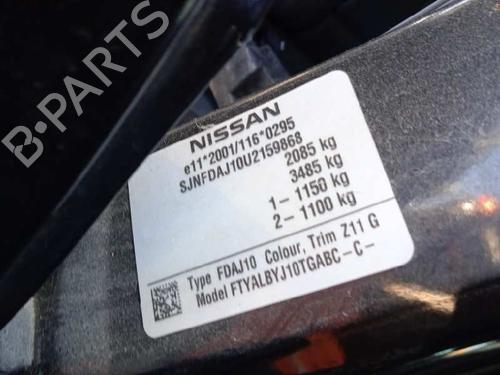 NISSAN
e11*2001/116*0295
SJNFDAJ10U2159868
2085 kg
3485 kg
1- 1150 kg
2- 1100 kg
Type FDAJ10 Colour, Trim Z11 G
Model FTYALBYJ10TGABC-C-
B PARTS